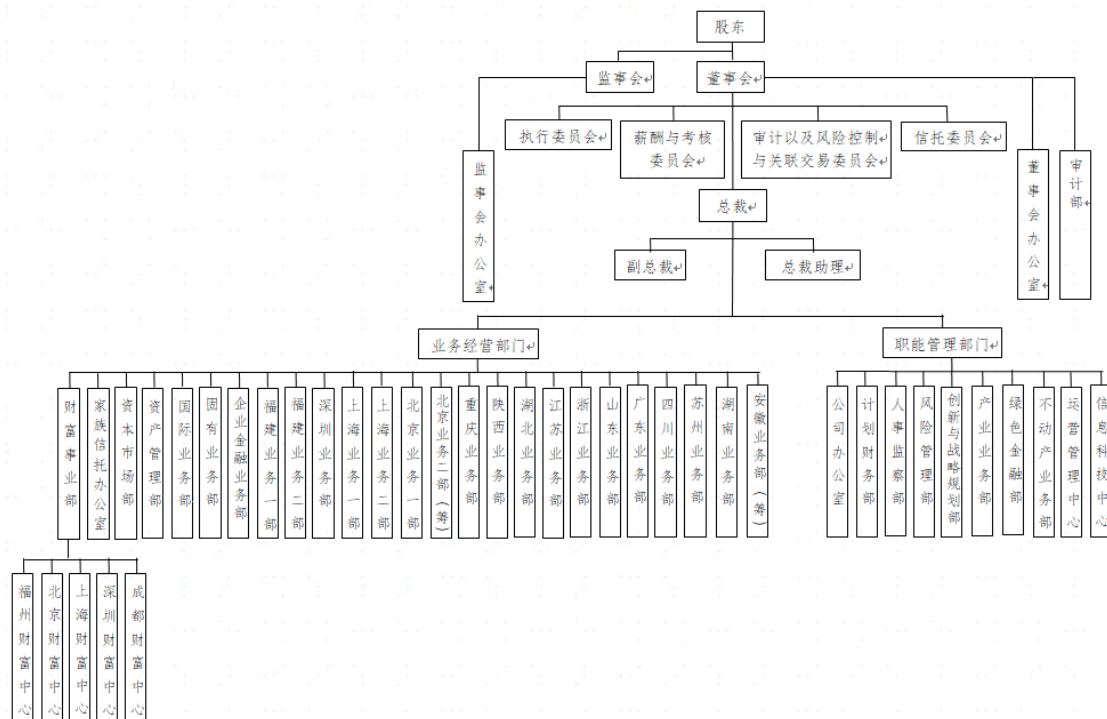 股东
监事会
董事会
执行委员会
薪酬与考核
委员会
审计以及风险控制
与关联交易委员会
信托委员会
监事会办公室
董事会办公室
审计部
总裁
副总裁
总裁助理
业务经营部门
职能管理部门
财富事业部
家族信托办公室
资本市场部
资产管理部
国际业务部
固有业务部
企业金融业务部
福建业务一部
福建业务二部
深圳业务部
上海业务一部
上海业务二部
北京业务一部
北京业务二部（筹）
重庆业务部
陕西业务部
湖北业务部
江苏业务部
浙江业务部
山东业务部
广东业务部
四川业务部
苏州业务部
湖南业务部
安徽业务部（筹）
公司办公室
计划财务部
人事监察部
风险管理部
创新与战略规划部
产业业务部
绿色金融部
不动产业务部
运营管理中心
信息科技中心
福州财富中心
北京财富中心
上海财富中心
深圳财富中心
成都财富中心